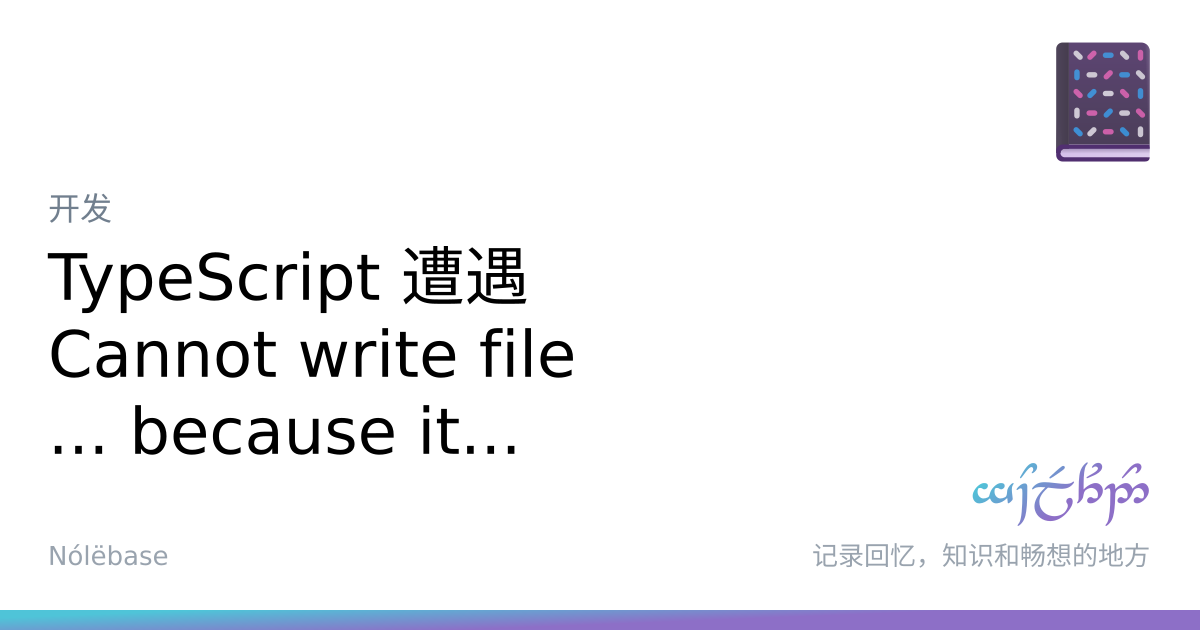 开发
TypeScript 遭遇
Cannot write file
... because it...
Nólëbase
记录回忆，知识和畅想的地方